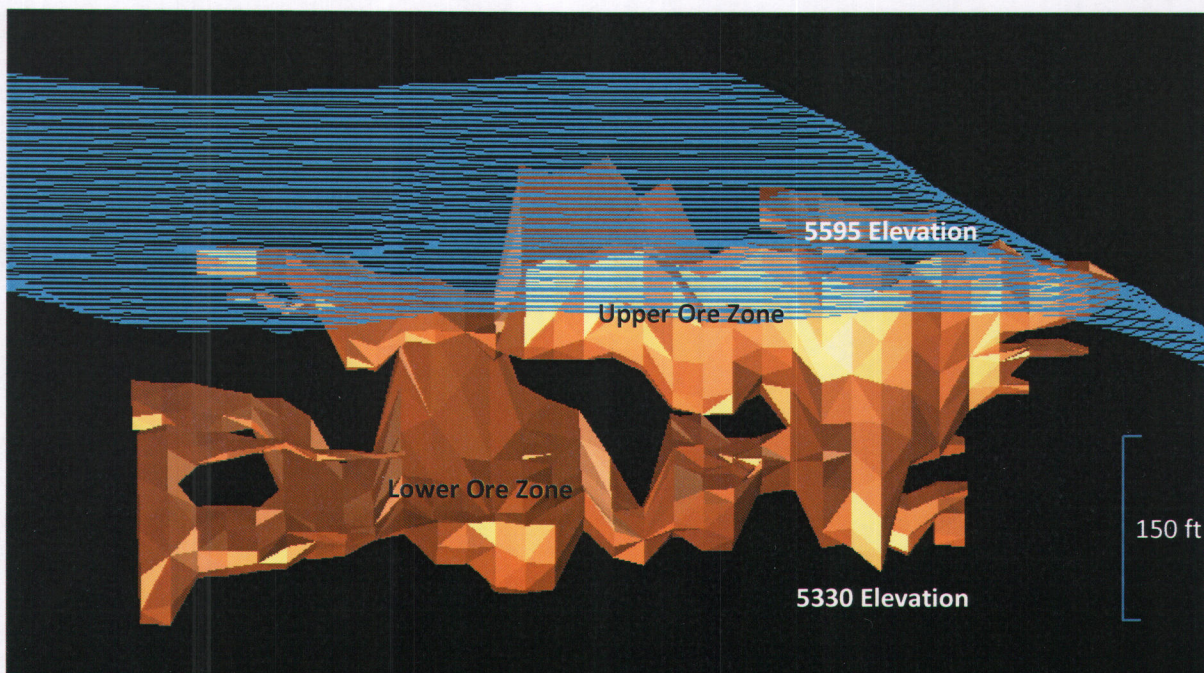 5595 Elevation
Upper Ore Zone
Lower Ore Zone
150 ft
5330 Elevation